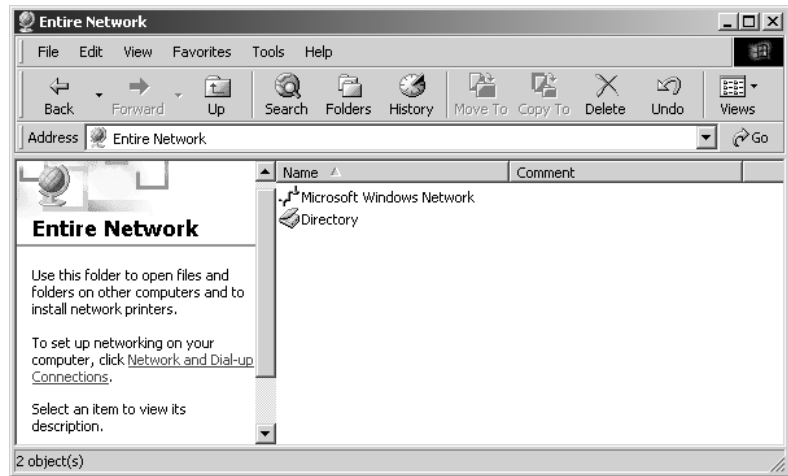 Entire Network
File Edit View Favorites Tools Help
Back Forward Up Search Folders History Move To Copy To Delete Undo Views
Address Entire Network Go
Name Comment
Microsoft Windows Network
Directory
Entire Network
Use this folder to open files and
folders on other computers and to
install network printers.
To set up networking on your
computer, click Network and Dial-up
Connections.
Select an item to view its
description.
2 object(s)